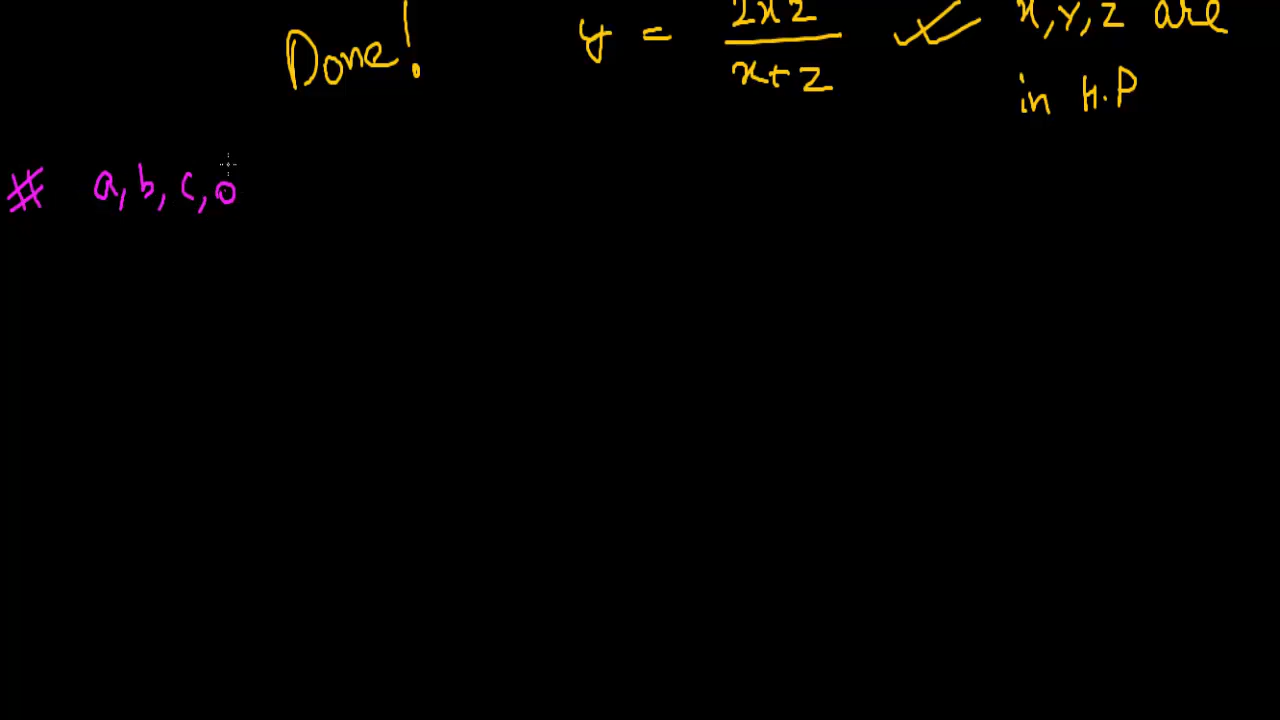 Done! y = 2xz / x+z ✓ x, y, z are
in H.P
# a, b, c, o